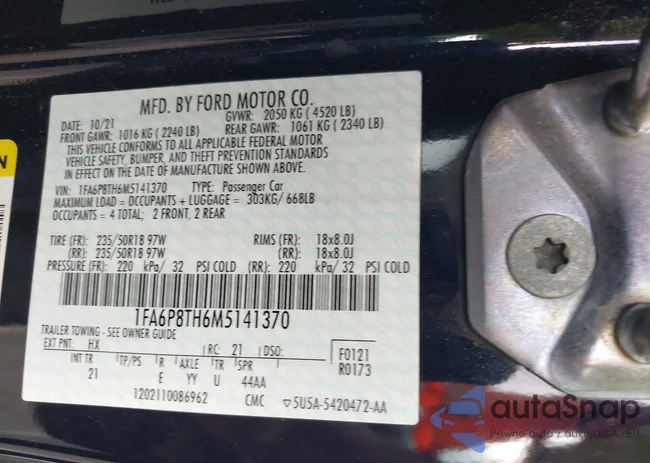 MFD. BY FORD MOTOR CO.
DATE: 10/21 GVWR: 2050 KG ( 4520 LB)
FRONT GAWR: 1016 KG ( 2240 LB) REAR GAWR: 1061 KG ( 2340 LB)
THIS VEHICLE CONFORMS TO ALL APPLICABLE FEDERAL MOTOR
VEHICLE SAFETY, BUMPER, AND THEFT PREVENTION STANDARDS
IN EFFECT ON THE DATE OF MANUFACTURE SHOWN ABOVE.
VIN: 1FA6P8TH6M5141370 TYPE: Passenger Car
MAXIMUM LOAD = OCCUPANTS + LUGGAGE = 303KG/ 668LB
OCCUPANTS = 4 TOTAL; 2 FRONT, 2 REAR
TIRE (FR): 235/50R18 97W RIMS (FR): 18x8.0J
(RR): 235/50R18 97W (RR): 18x8.0J
PRESSURE (FR): 220 kPa/ 32 PSI COLD (RR): 220 kPa/ 32 PSI COLD
1FA6P8TH6M5141370
TRAILER TOWING - SEE OWNER GUIDE
EXT PNT: HX RC: 21 DSO: F0121
INT TR TP/PS R AXLE TR SPR R0173
21 E YY U 44AA
1202110086962 CMC 5U5A-5420472-AA
autaSnap
Pewne auto z aukcji USA i EU